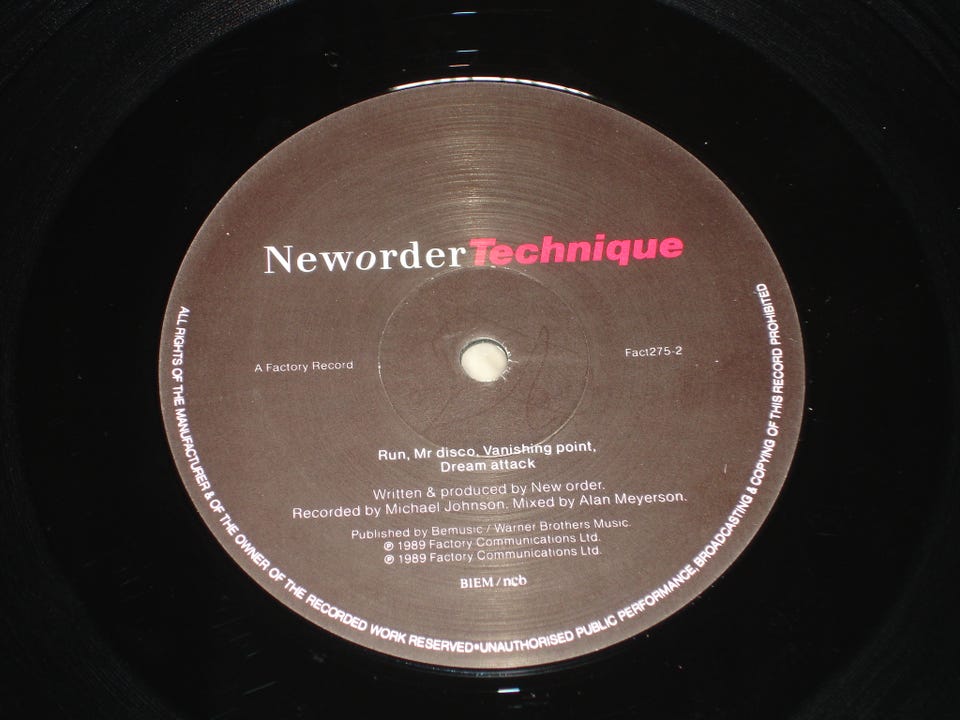 Neworder Technique
A Factory Record
Fact275-2
Run, Mr disco, Vanishing point,
Dream attack
Written & produced by New order.
Recorded by Michael Johnson. Mixed by Alan Meyerson.
Published by Bemusic / Warner Brothers Music.
℗ 1989 Factory Communications Ltd.
℗ 1989 Factory Communications Ltd.
BIEM / ncb
ALL RIGHTS OF THE MANUFACTURER & OF THE OWNER OF THE RECORDED WORK RESERVED•UNAUTHORISED PUBLIC PERFORMANCE, BROADCASTING & COPYING OF THIS RECORD PROHIBITED